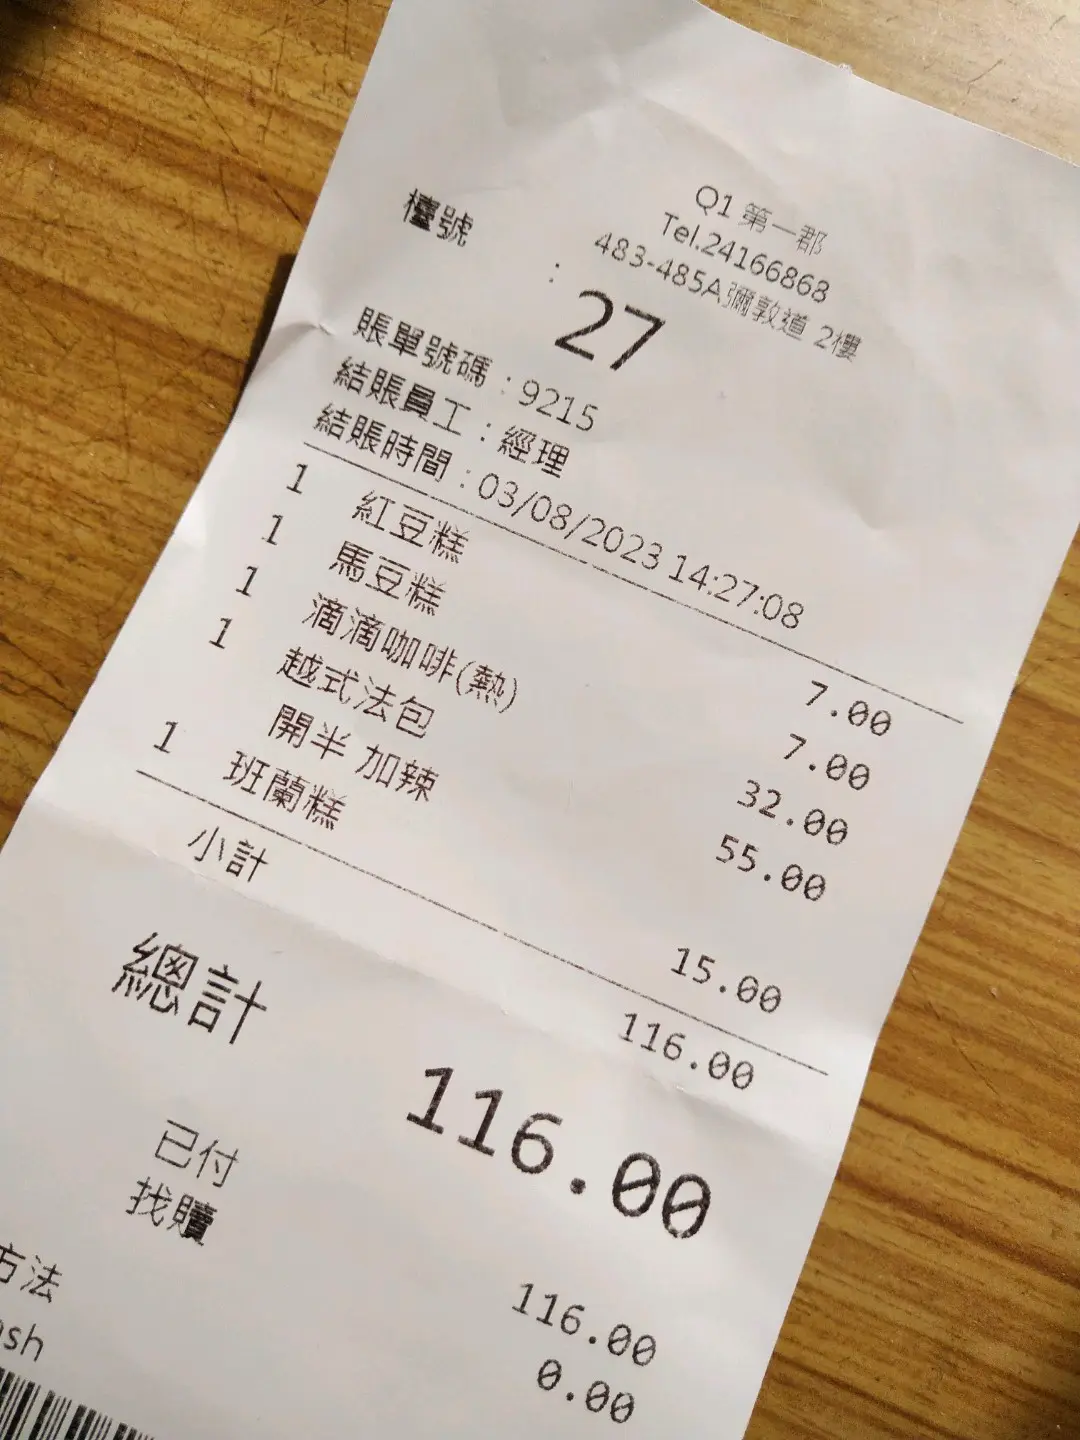 Q1 第一郡
Tel.24166868
483-485A彌敦道 2樓
檯號 : 27
賬單號碼 : 9215
結賬員工 : 經理
結賬時間 : 03/08/2023 14:27:08
1 紅豆糕 7.00
1 馬豆糕 7.00
1 滴滴咖啡(熱) 32.00
1 越式法包 55.00
開半 加辣
1 班蘭糕 15.00
小計 116.00
總計 116.00
已付 116.00
找贖 0.00
方法